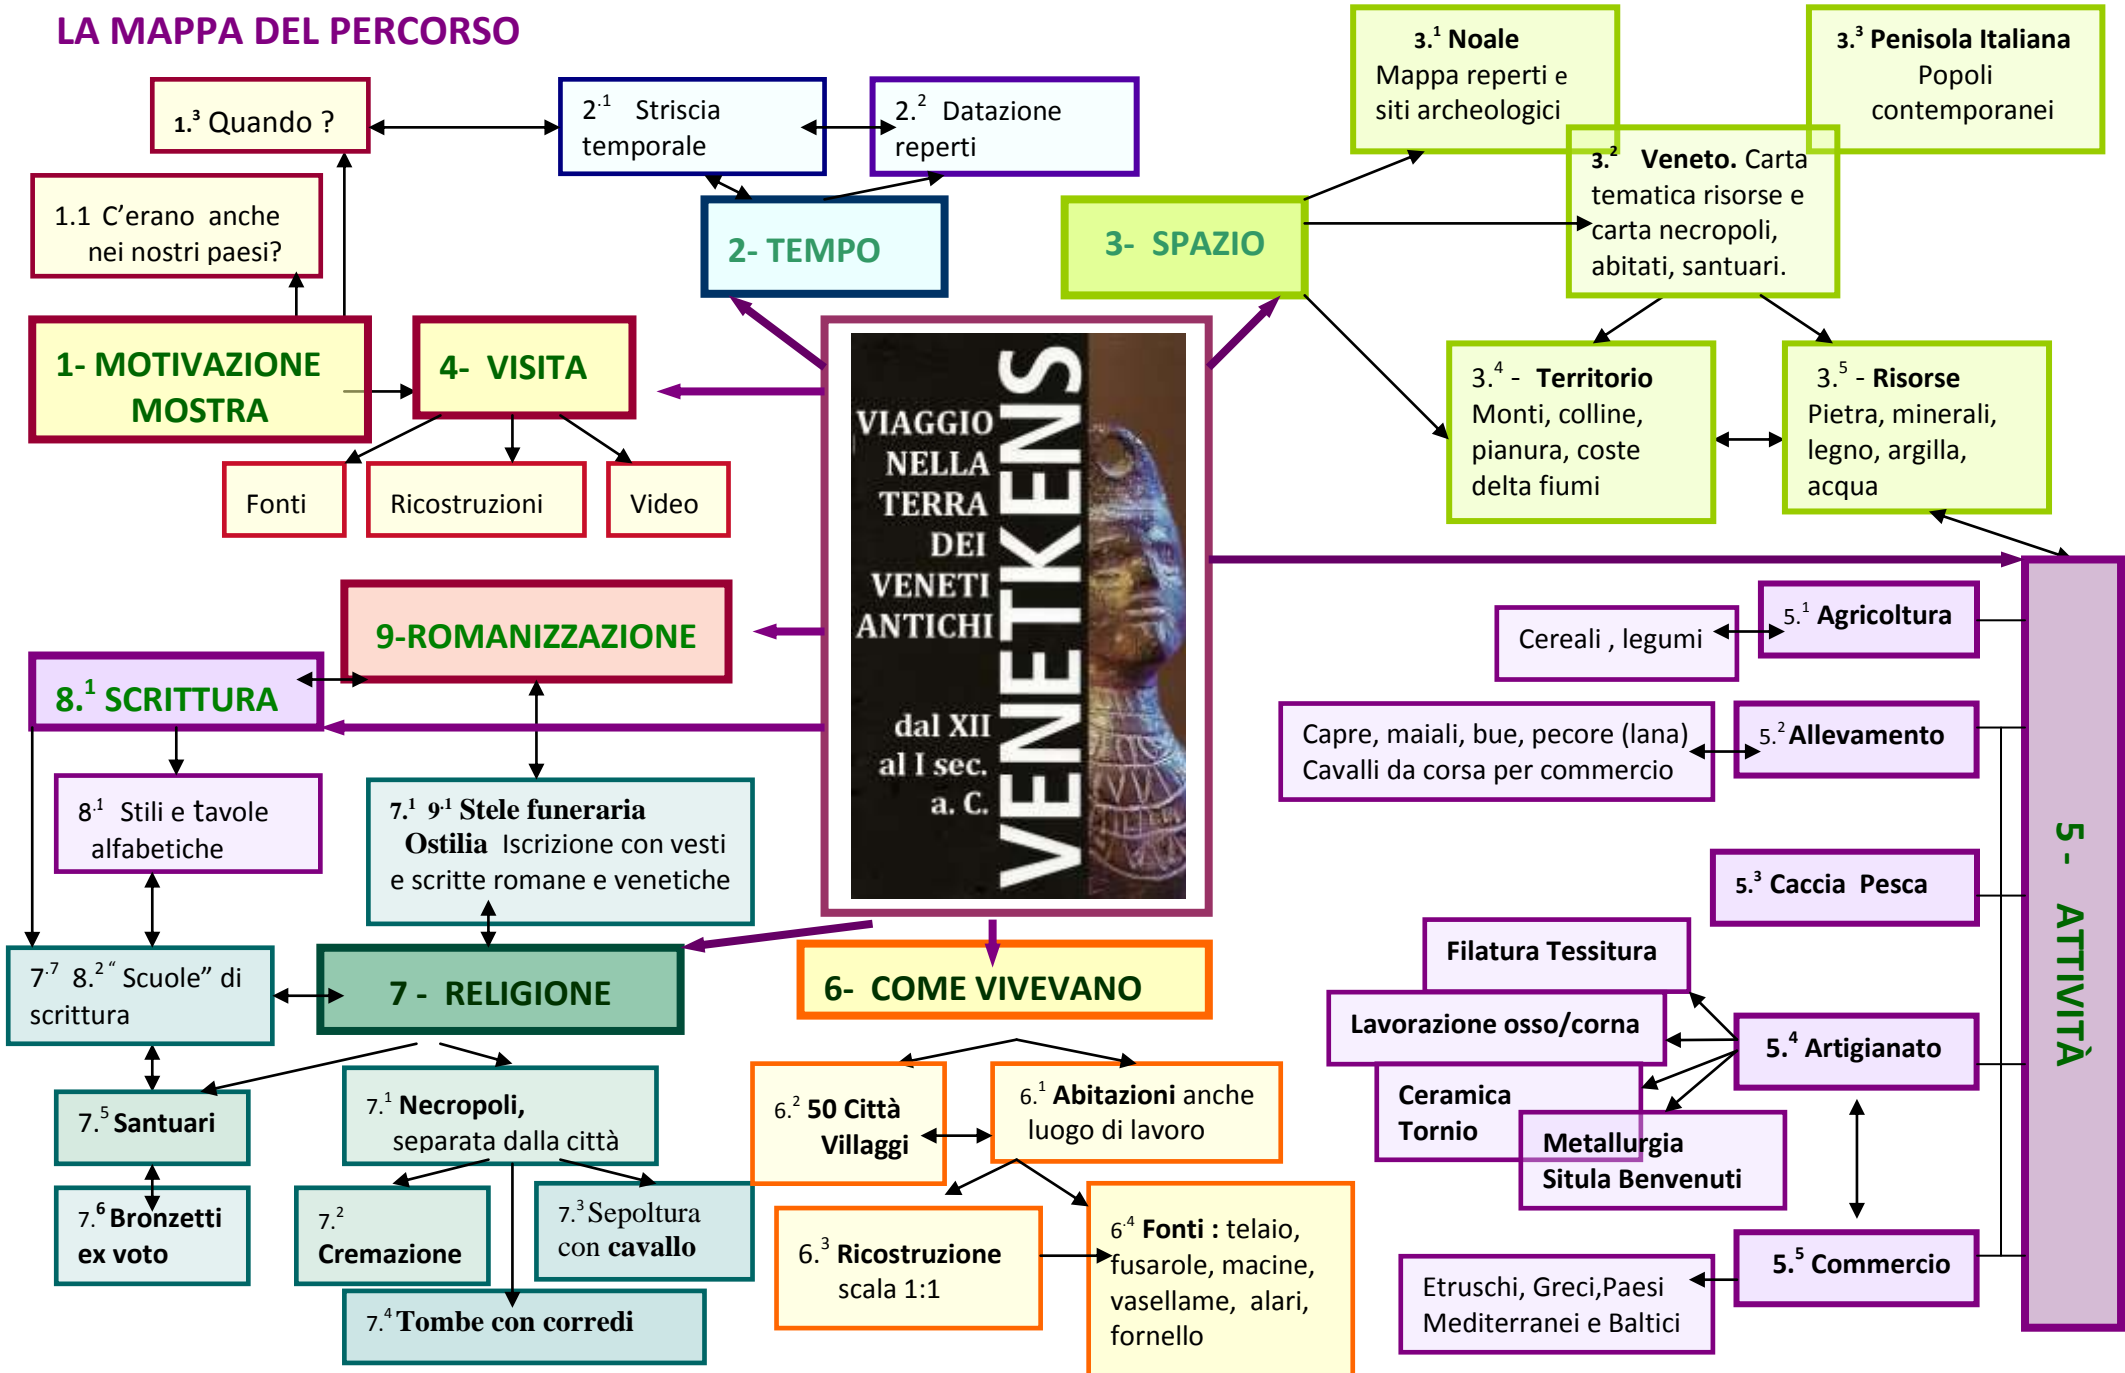 LA MAPPA DEL PERCORSO
1.³ Quando ?
1.1 C'erano anche
nei nostri paesi?
1- MOTIVAZIONE
MOSTRA
2.¹ Striscia
temporale
2.² Datazione
reperti
2- TEMPO
3- SPAZIO
3.¹ Noale
Mappa reperti e
siti archeologici
3.³ Penisola Italiana
Popoli
contemporanei
3.² Veneto. Carta
tematica risorse e
carta necropoli,
abitati, santuari.
3.⁴ - Territorio
Monti, colline,
pianura, coste
delta fiumi
3.⁵ - Risorse
Pietra, minerali,
legno, argilla,
acqua
4- VISITA
Fonti
Ricostruzioni
Video
VIAGGIO
NELLA
TERRA
DEI
VENETI
ANTICHI
dal XII
al I sec.
a. C.
VENETKENS
9-ROMANIZZAZIONE
8.¹ SCRITTURA
8.¹ Stili e tavole
alfabetiche
7.¹ 9.¹ Stele funeraria
Ostilia Iscrizione con vesti
e scritte romane e venetiche
7.⁷ 8.² “ Scuole” di
scrittura
7 - RELIGIONE
7.⁵ Santuari
7.⁶ Bronzetti
ex voto
7.¹ Necropoli,
separata dalla città
7.²
Cremazione
7.³ Sepoltura
con cavallo
7.⁴ Tombe con corredi
6- COME VIVEVANO
6.² 50 Città
Villaggi
6.¹ Abitazioni anche
luogo di lavoro
6.³ Ricostruzione
scala 1:1
6.⁴ Fonti : telaio,
fusarole, macine,
vasellame, alari,
fornello
5 - ATTIVITÀ
5.¹ Agricoltura
Cereali , legumi
5.² Allevamento
Capre, maiali, bue, pecore (lana)
Cavalli da corsa per commercio
5.³ Caccia Pesca
5.⁴ Artigianato
Filatura Tessitura
Lavorazione osso/corna
Ceramica
Tornio
Metallurgia
Situla Benvenuti
5.⁵ Commercio
Etruschi, Greci,Paesi
Mediterranei e Baltici